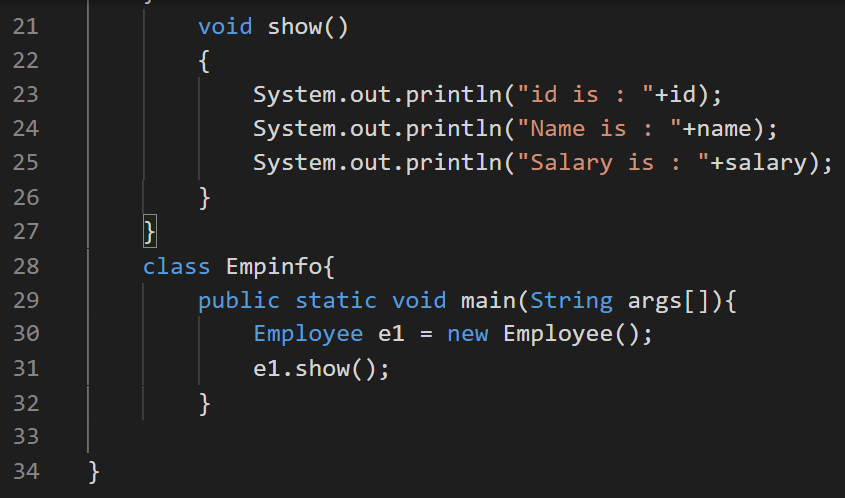 21 void show()
22 {
23 System.out.println("id is : "+id);
24 System.out.println("Name is : "+name);
25 System.out.println("Salary is : "+salary);
26 }
27 }
28 class Empinfo{
29 public static void main(String args[]){
30 Employee e1 = new Employee();
31 e1.show();
32 }
33
34 }